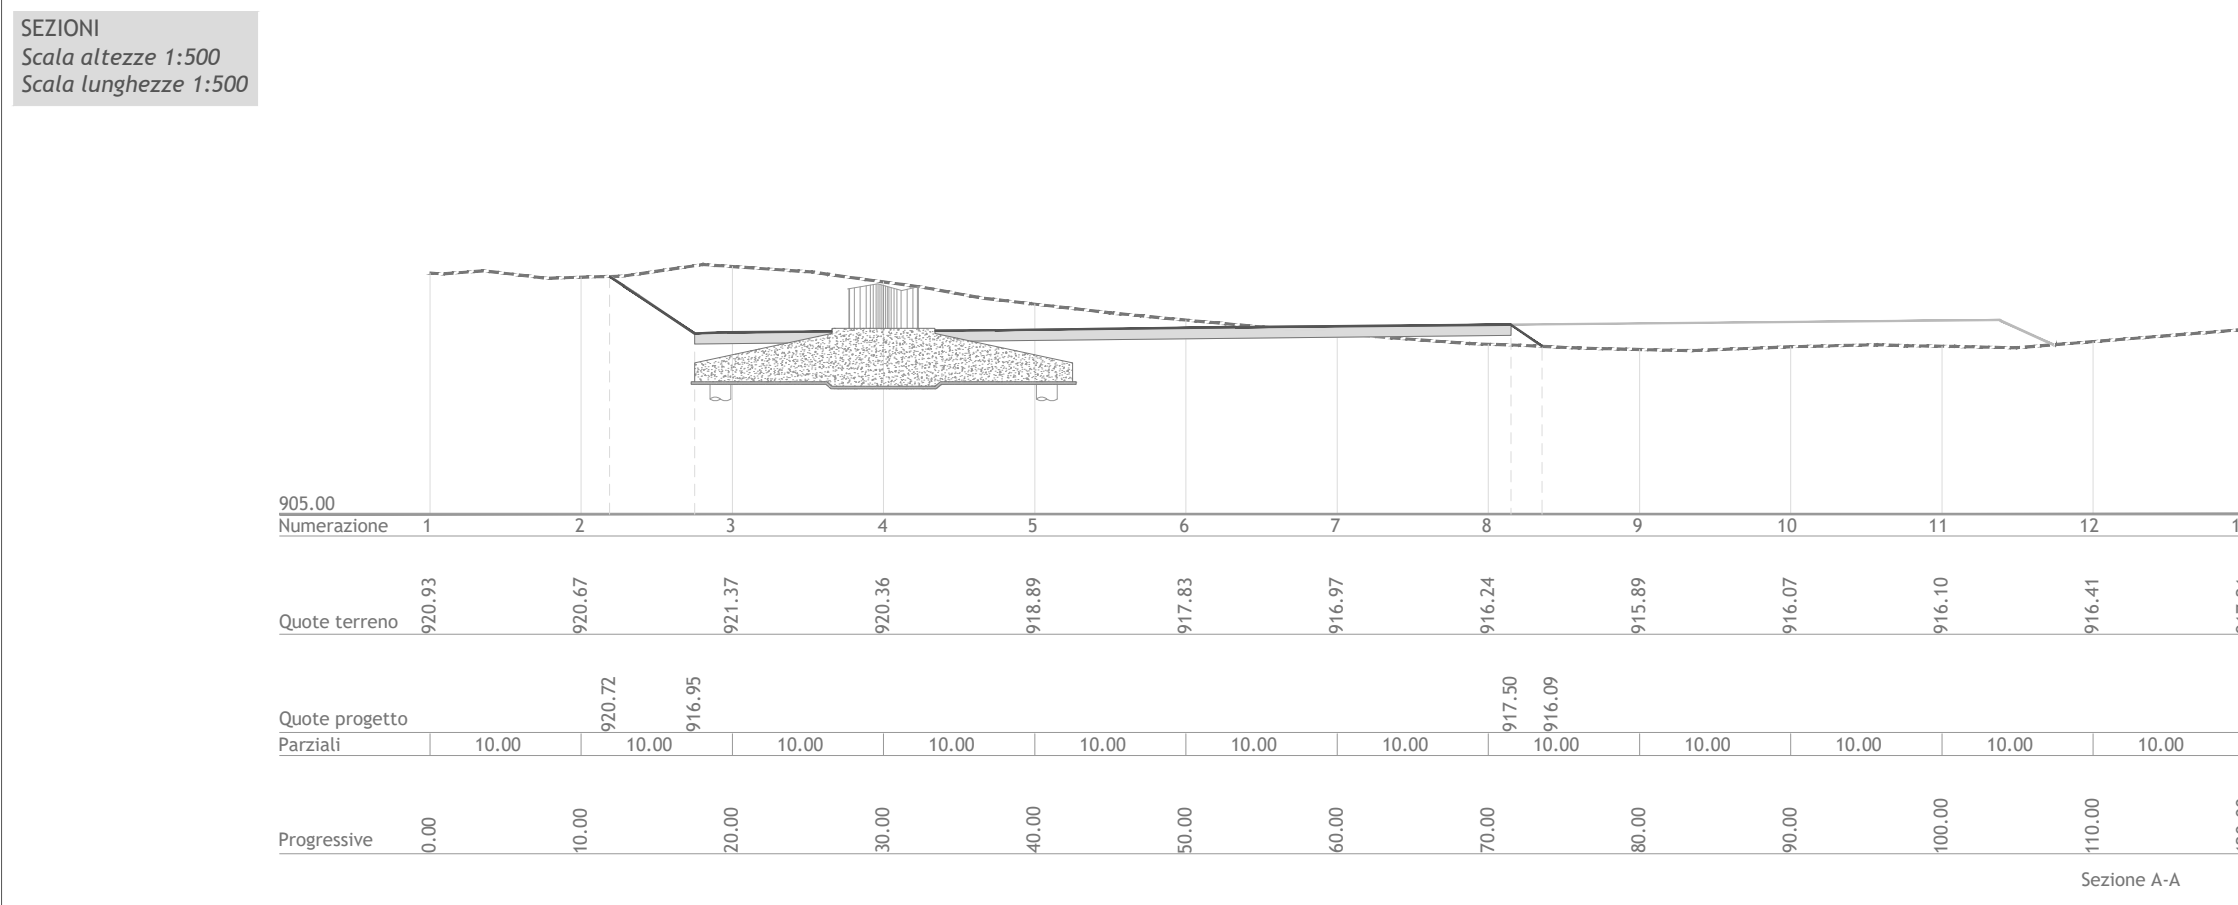 SEZIONI
Scala altezze 1:500
Scala lunghezze 1:500
905.00
Numerazione 1 2 3 4 5 6 7 8 9 10 11 12
Quote terreno 920.93 920.67 921.37 920.36 918.89 917.83 916.97 916.24 915.89 916.07 916.10 916.41
Quote progetto 920.72 916.95 917.50 916.09
Parziali 10.00 10.00 10.00 10.00 10.00 10.00 10.00 10.00 10.00 10.00 10.00 10.00
Progressive 0.00 10.00 20.00 30.00 40.00 50.00 60.00 70.00 80.00 90.00 100.00 110.00
Sezione A-A